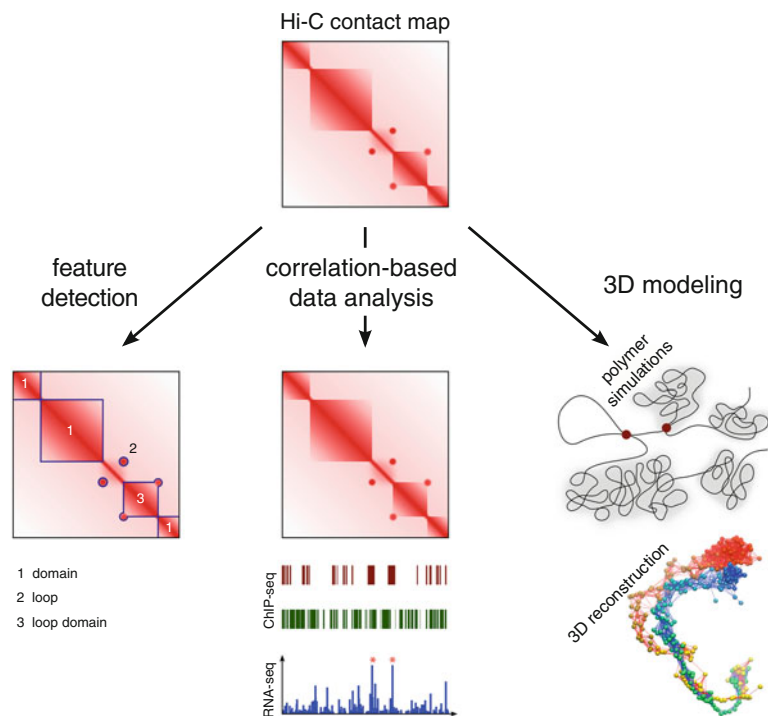 Hi-C contact map
feature
detection
correlation-based
data analysis
3D modeling
1
1
2
3
1
1 domain
2 loop
3 loop domain
ChIP-seq
RNA-seq
polymer
simulations
3D reconstruction